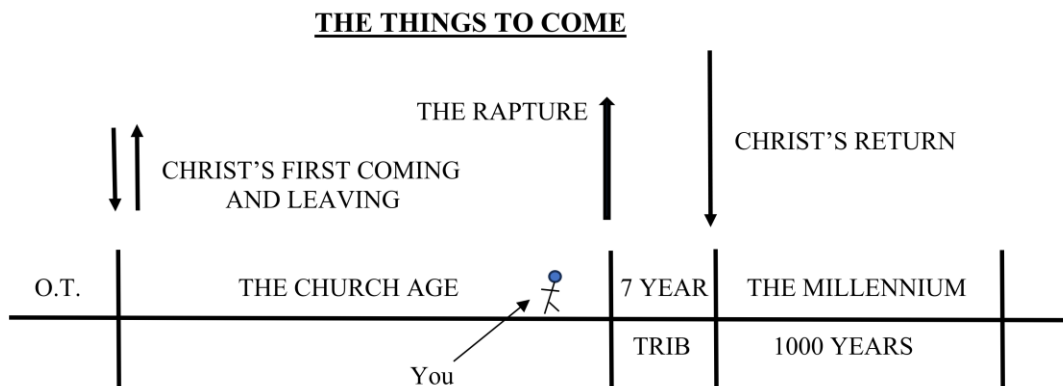 THE THINGS TO COME
THE RAPTURE
CHRIST’S RETURN
CHRIST’S FIRST COMING
AND LEAVING
O.T.
THE CHURCH AGE
7 YEAR
THE MILLENNIUM
TRIB
1000 YEARS
You